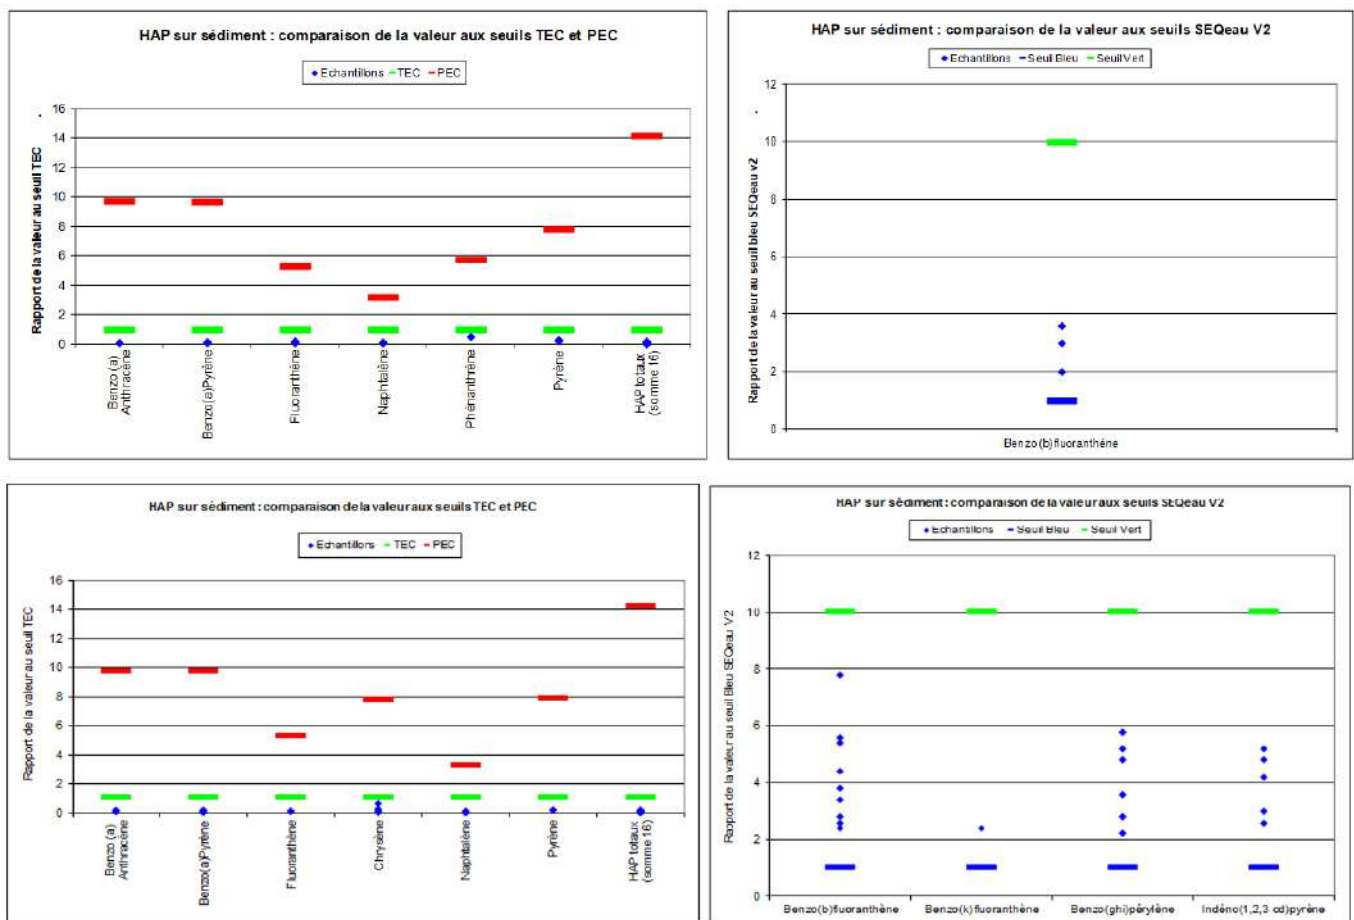 HAP sur sédiment : comparaison de la valeur aux seuils TEC et PEC
Echantillons TEC PEC
Rapport de la valeur au seuil TEC
16
14
12
10
8
6
4
2
0
Benzo (a)
Anthracène
Benzo(a)Pyrène
Fluoranthène
Naphtalène
Phénanthrène
Pyrène
HAP totaux
(somme 16)
HAP sur sédiment : comparaison de la valeur aux seuils SEQeau V2
Echantillons Seuil Bleu Seuil Vert
Rapport de la valeur au seuil bleu SEQeau v2
12
10
8
6
4
2
0
Benzo(b)fluoranthène
HAP sur sédiment : comparaison de la valeur aux seuils TEC et PEC
Echantillons TEC PEC
Rapport de la valeur au seuil TEC
16
14
12
10
8
6
4
2
0
Benzo (a)
Anthracène
Benzo(a)Pyrène
Fluoranthène
Chrysène
Naphtalène
Pyrène
HAP totaux
(somme 16)
HAP sur sédiment : comparaison de la valeur aux seuils SEQeau V2
Echantillons Seuil Bleu Seuil Vert
Rapport de la valeur au seuil Bleu SEQeau V2
12
10
8
6
4
2
0
Benzo(b)fluoranthène
Benzo(k)fluoranthène
Benzo(ghi)pérylène
Indéno(1,2,3 cd)pyrène